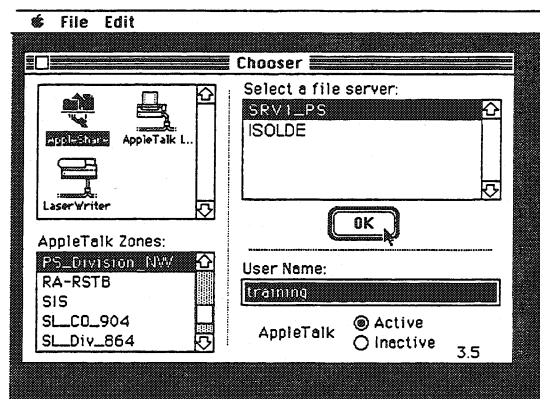 File Edit
Chooser
AppleShare
AppleTalk I..
LaserWriter
AppleTalk Zones:
PS_Division_NW
RA-RSTB
SIS
SL_CO_904
SL_Div_864
Select a file server:
SRV1_PS
ISOLDE
OK
User Name:
training
AppleTalk
Active
Inactive
3.5